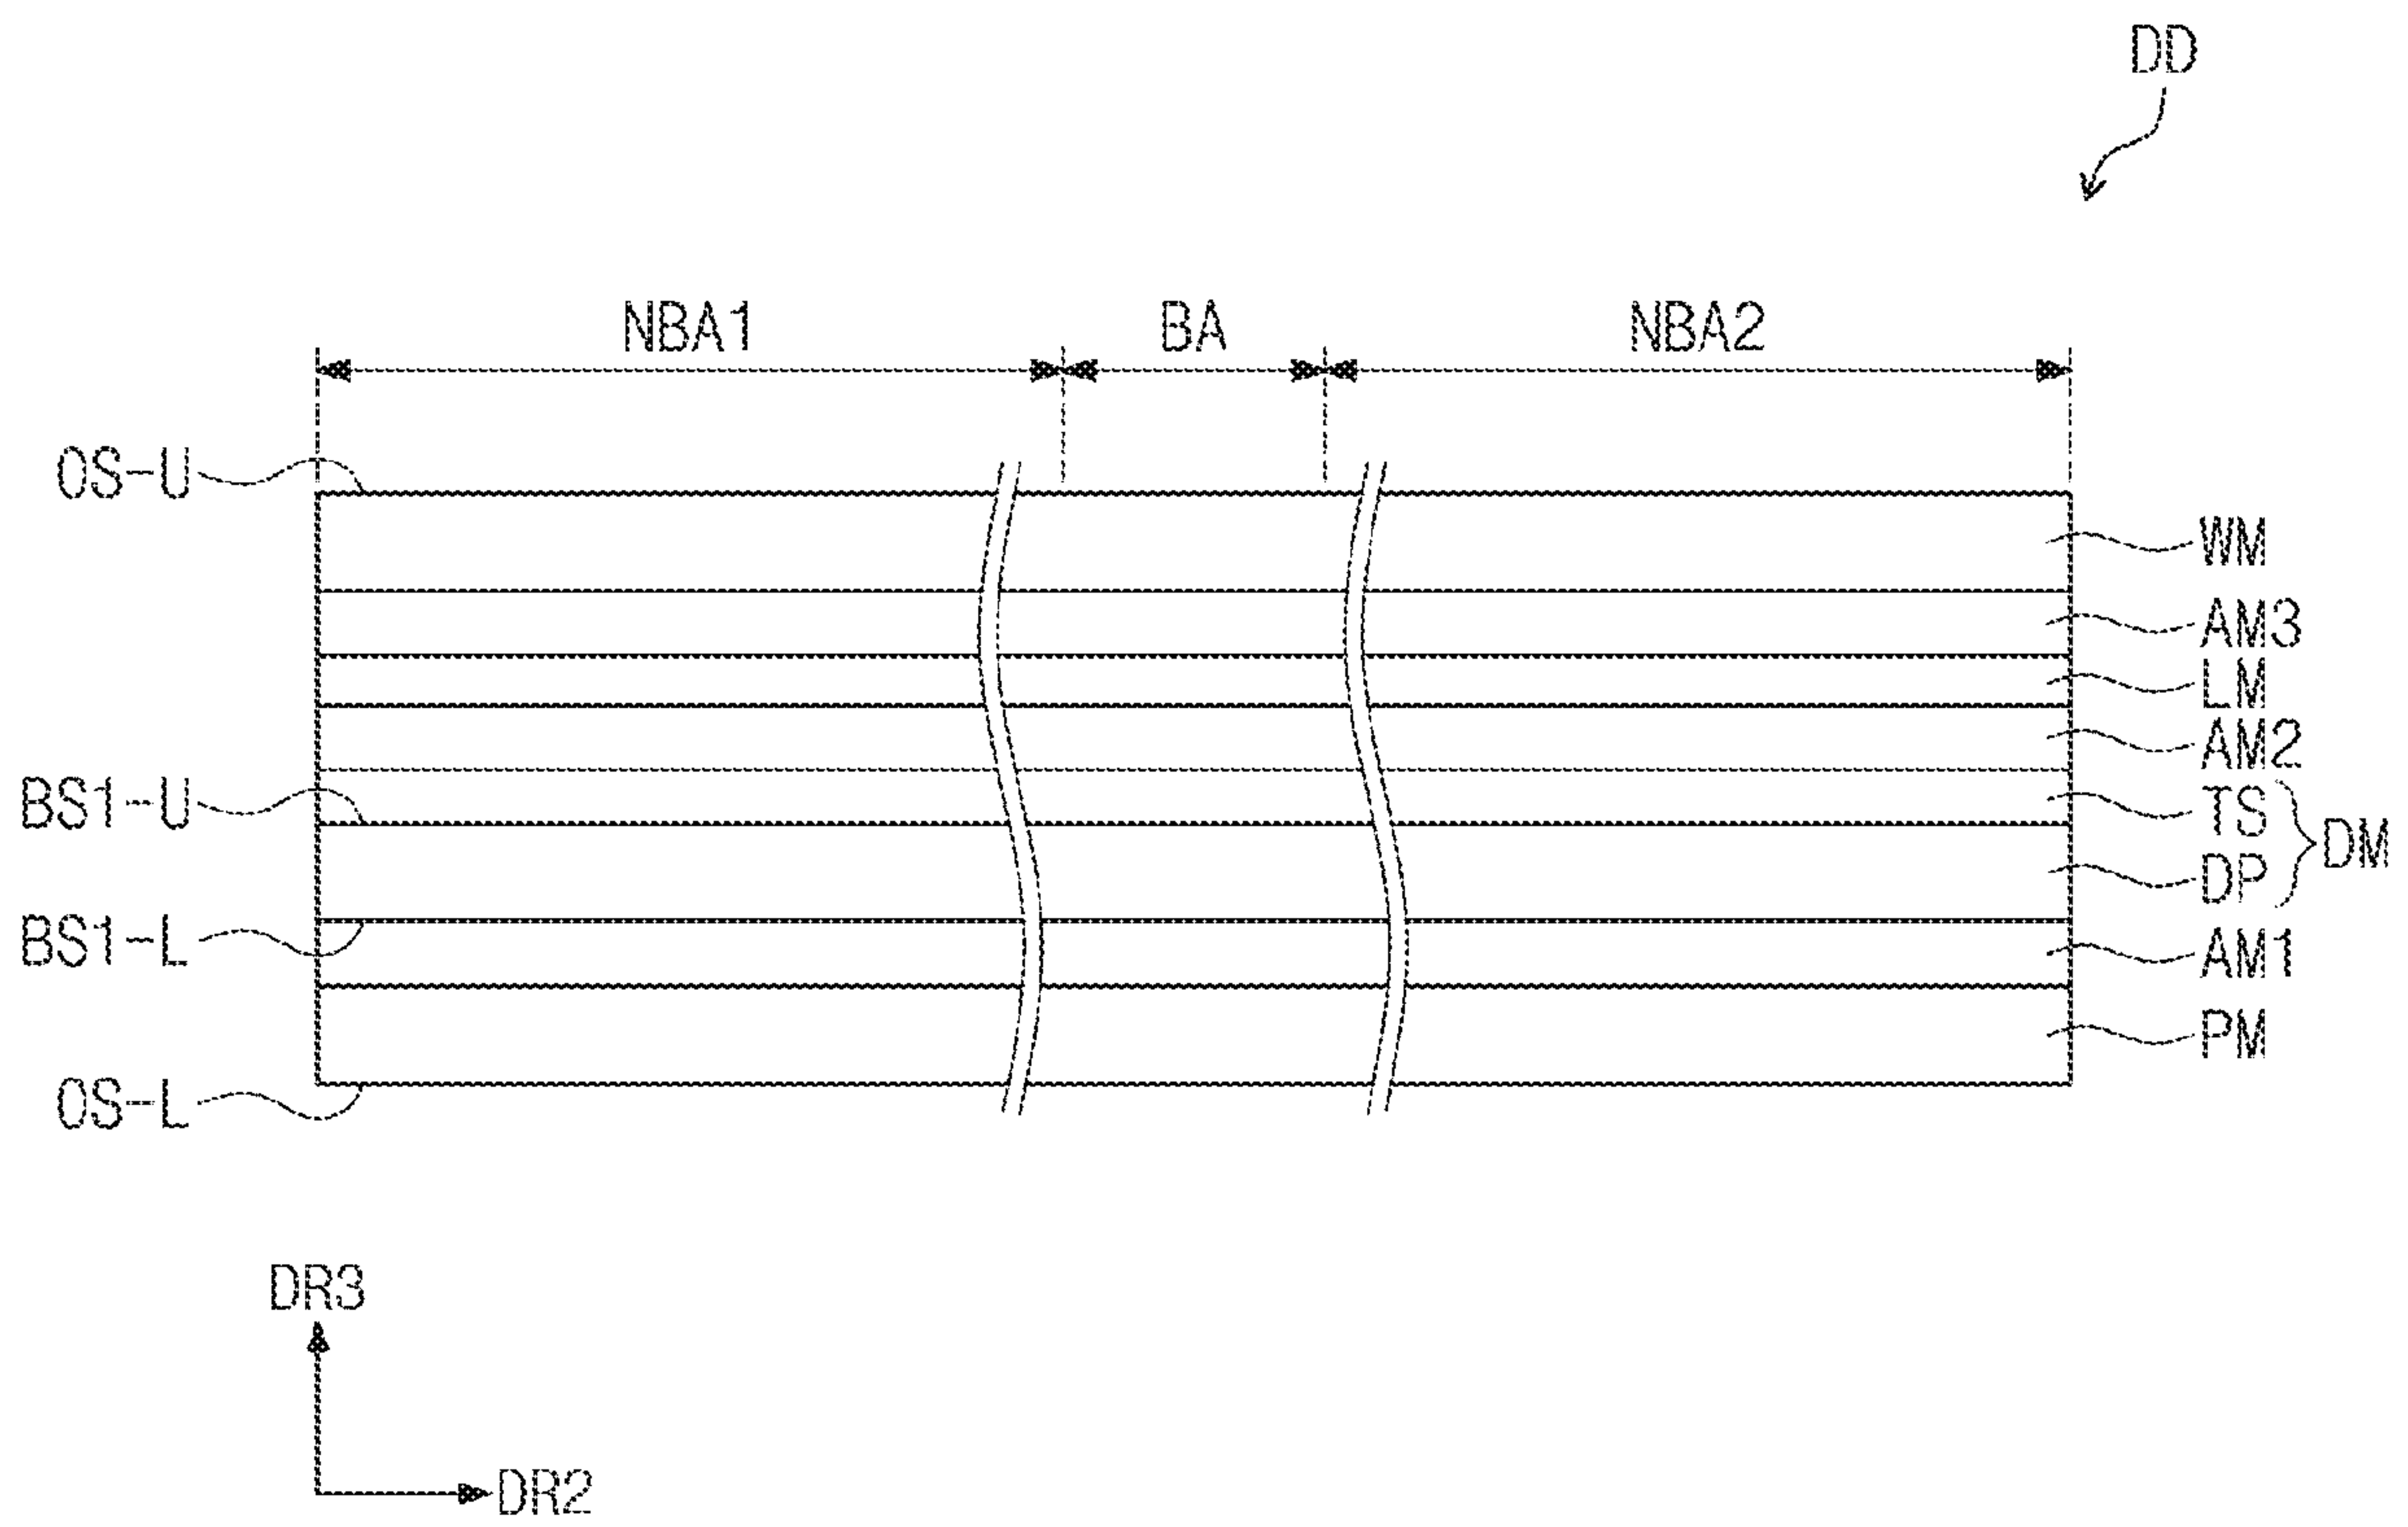 DD
NBA1 BA NBA2
OS-U
WM
AM3
LM
AM2
BS1-U TS
DM
DP
BS1-L AM1
PM
OS-L
DR3
DR2